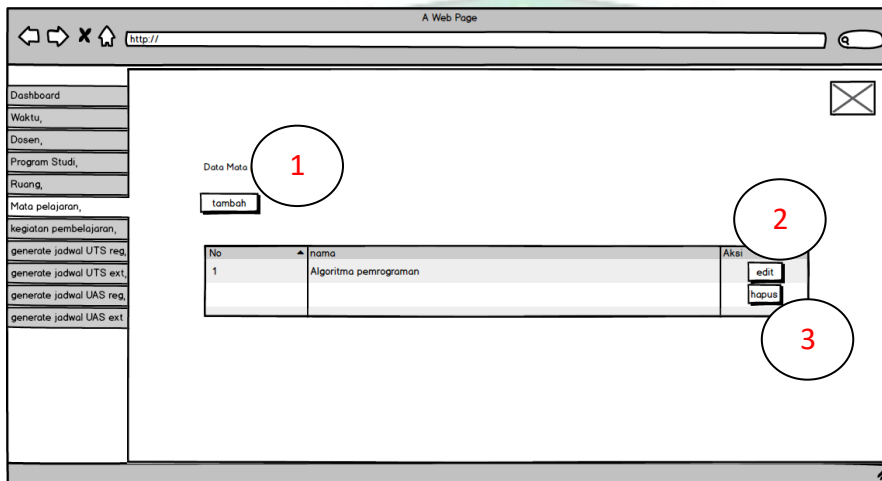 A Web Page
http://
Dashboard
Waktu,
Dosen,
Program Studi,
Ruang,
Mata pelajaran,
kegiatan pembelajaran,
generate jadwal UTS reg,
generate jadwal UTS ext,
generate jadwal UAS reg,
generate jadwal UAS ext
Data Mata
1
tambah
2
No nama Aksi
1 Algoritma pemrograman edit
hapus
3